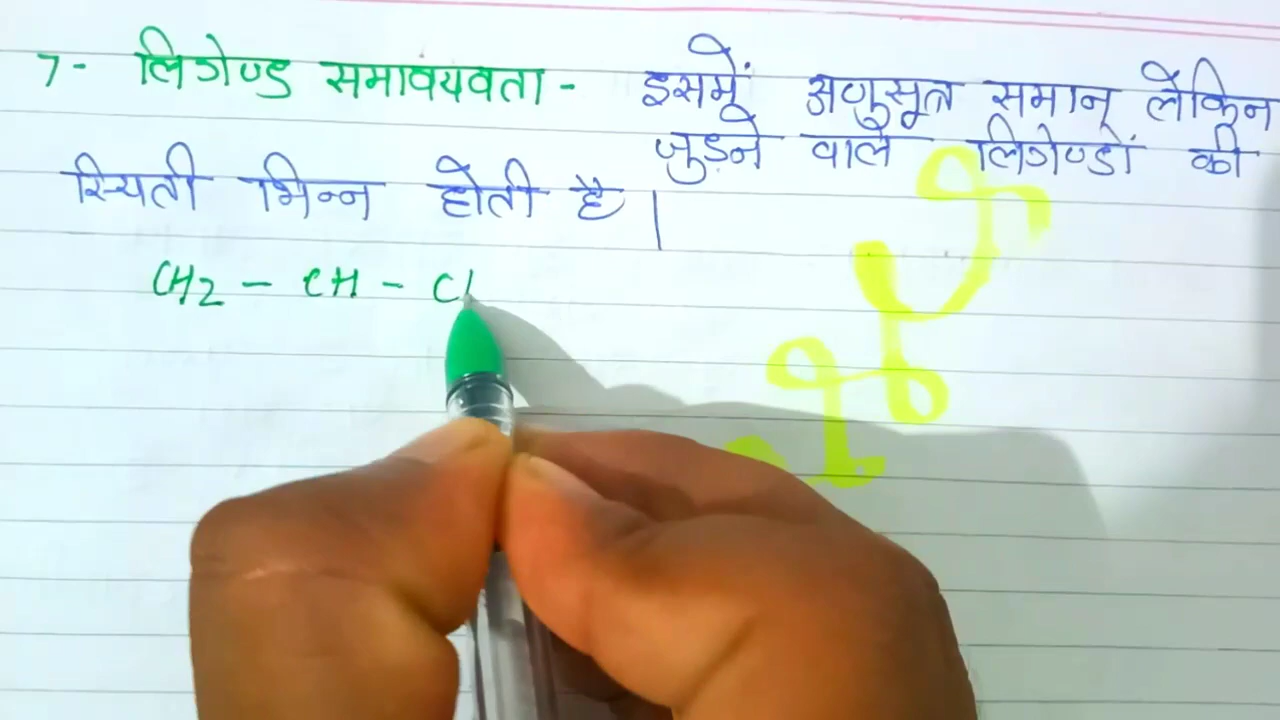 7- लिगेण्ड समावयवता - इसमें अणुसूत्र समान लेकिन
जुड़ने वाले लिगेण्डों की
स्थिती भिन्न होती है|
CH2 - CH - Cl